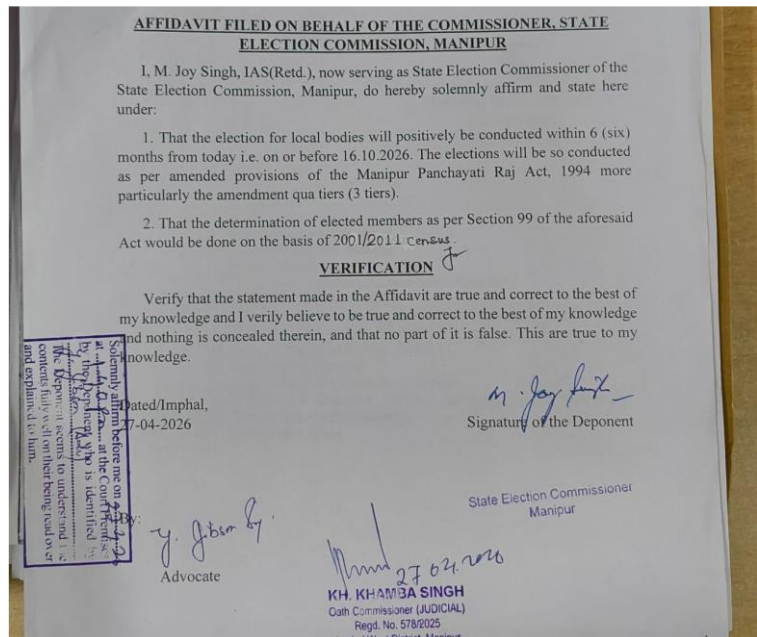 AFFIDAVIT FILED ON BEHALF OF THE COMMISSIONER, STATE
ELECTION COMMISSION, MANIPUR
I, M. Joy Singh, IAS(Retd.), now serving as State Election Commissioner of the
State Election Commission, Manipur, do hereby solemnly affirm and state here
under:
1. That the election for local bodies will positively be conducted within 6 (six)
months from today i.e. on or before 16.10.2026. The elections will be so conducted
as per amended provisions of the Manipur Panchayati Raj Act, 1994 more
particularly the amendment qua tiers (3 tiers).
2. That the determination of elected members as per Section 99 of the aforesaid
Act would be done on the basis of 2001/2011 census.
VERIFICATION
Verify that the statement made in the Affidavit are true and correct to the best of
my knowledge and I verily believe to be true and correct to the best of my knowledge
and nothing is concealed therein, and that no part of it is false. This are true to my
knowledge.
Solemnly affirm before me on
at at the Court Premises
by the Deponent who is identified by
The Deponent seems to understand the
contents fully well on their being read over
and explained to him.
Dated/Imphal,
27-04-2026
M. Joy Singh
Signature of the Deponent
State Election Commissioner
Manipur
By:
Y. Gibson
Advocate
KH. KHAMBA SINGH
Oath Commissioner (JUDICIAL)
Regd. No. 578/2025